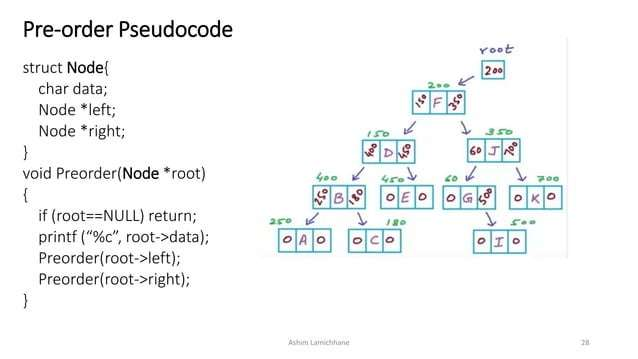 Pre-order Pseudocode
struct Node{
char data;
Node *left;
Node *right;
}
void Preorder(Node *root)
{
if (root==NULL) return;
printf (“%c”, root->data);
Preorder(root->left);
Preorder(root->right);
}
root
200
200
150 F 350
150
400 D 450
350
60 J 700
400
250 B 180
450
0 E 0
60
0 G 500
700
0 K 0
250
0 A 0
180
0 C 0
500
0 I 0
Ashim Lamichhane
28